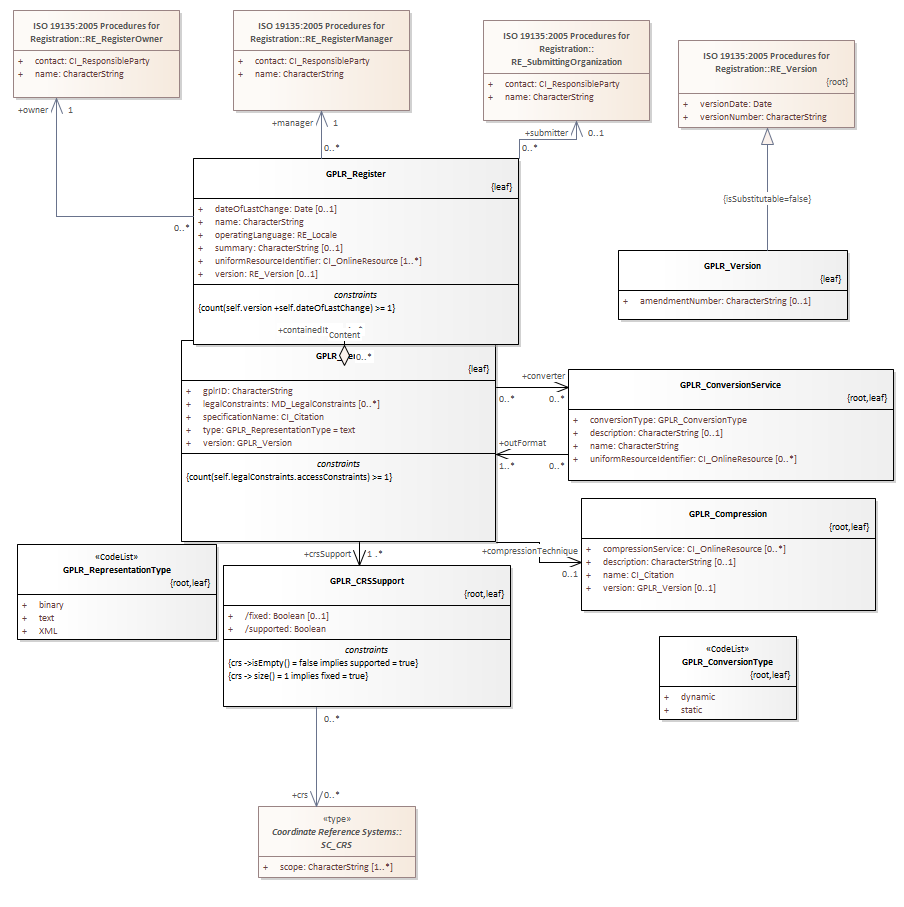 ISO 19135:2005 Procedures for
Registration::RE_RegisterOwner
+ contact: CI_ResponsibleParty
+ name: CharacterString
ISO 19135:2005 Procedures for
Registration::RE_RegisterManager
+ contact: CI_ResponsibleParty
+ name: CharacterString
ISO 19135:2005 Procedures for
Registration::
RE_SubmittingOrganization
+ contact: CI_ResponsibleParty
+ name: CharacterString
ISO 19135:2005 Procedures for
Registration::RE_Version
{root}
+ versionDate: Date
+ versionNumber: CharacterString
+owner 1
+manager 1
+submitter 0..1
0..*
0..*
0..*
{isSubstitutable=false}
GPLR_Register
{leaf}
+ dateOfLastChange: Date [0..1]
+ name: CharacterString
+ operatingLanguage: RE_Locale
+ summary: CharacterString [0..1]
+ uniformResourceIdentifier: CI_OnlineResource [1..*]
+ version: RE_Version [0..1]
constraints
{count(self.version +self.dateOfLastChange) >= 1}
GPLR_Version
{leaf}
+ amendmentNumber: CharacterString [0..1]
+containedIt
Content
0..*
GPLR_
{leaf}
+ gplrID: CharacterString
+ legalConstraints: MD_LegalConstraints [0..*]
+ specificationName: CI_Citation
+ type: GPLR_RepresentationType = text
+ version: GPLR_Version
constraints
{count(self.legalConstraints.accessConstraints) >= 1}
+converter
0..* 0..*
+outFormat
1..* 0..*
GPLR_ConversionService
{root,leaf}
+ conversionType: GPLR_ConversionType
+ description: CharacterString [0..1]
+ name: CharacterString
+ uniformResourceIdentifier: CI_OnlineResource [0..*]
GPLR_Compression
{root,leaf}
+ compressionService: CI_OnlineResource [0..*]
+ description: CharacterString [0..1]
+ name: CI_Citation
+ version: GPLR_Version [0..1]
+compressionTechnique
0..1
+crsSupport 1..*
«CodeList»
GPLR_RepresentationType
{root,leaf}
+ binary
+ text
+ XML
GPLR_CRSSupport
{root,leaf}
+ /fixed: Boolean [0..1]
+ /supported: Boolean
constraints
{crs ->isEmpty() = false implies supported = true}
{crs -> size() = 1 implies fixed = true}
«CodeList»
GPLR_ConversionType
{root,leaf}
+ dynamic
+ static
0..*
+crs 0..*
«type»
Coordinate Reference Systems::
SC_CRS
+ scope: CharacterString [1..*]